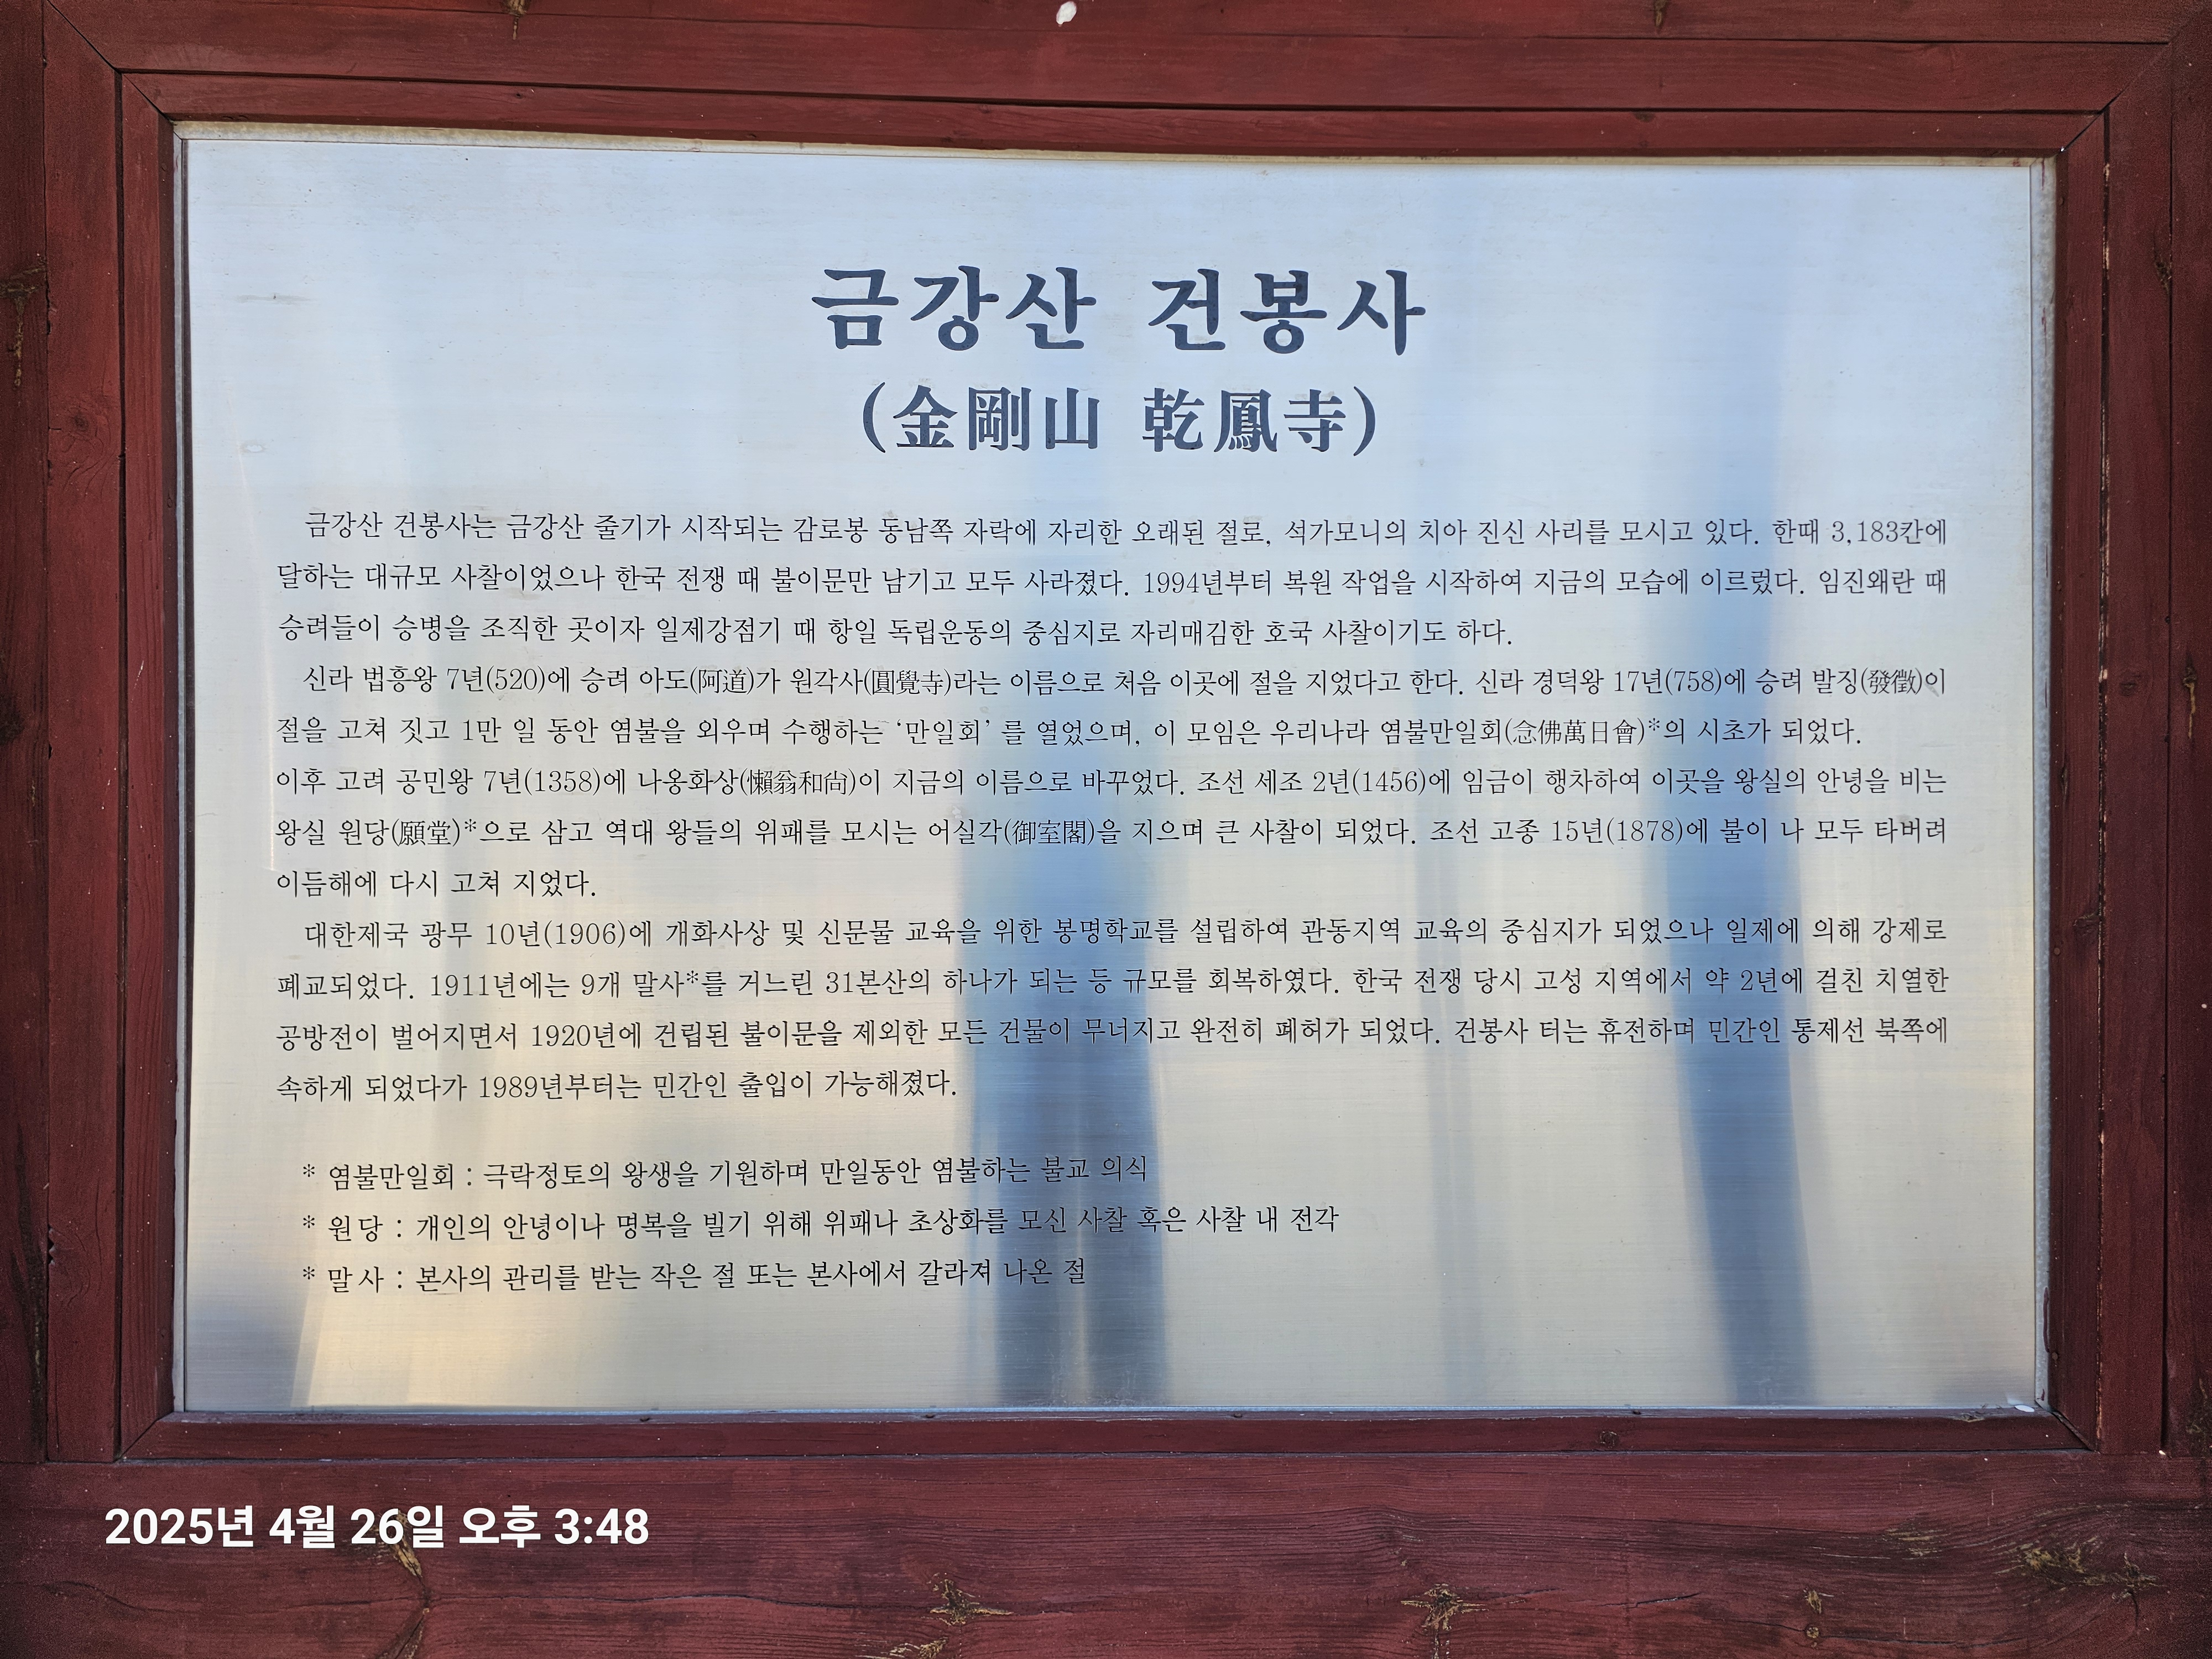 금강산 건봉사
(金剛山 乾鳳寺)
금강산 건봉사는 금강산 줄기가 시작되는 감로봉 동남쪽 자락에 자리한 오래된 절로, 석가모니의 치아 진신 사리를 모시고 있다. 한때 3,183칸에
달하는 대규모 사찰이었으나 한국 전쟁 때 불이문만 남기고 모두 사라졌다. 1994년부터 복원 작업을 시작하여 지금의 모습에 이르렀다. 임진왜란 때
승려들이 승병을 조직한 곳이자 일제강점기 때 항일 독립운동의 중심지로 자리매김한 호국 사찰이기도 하다.
신라 법흥왕 7년(520)에 승려 아도(阿道)가 원각사(圓覺寺)라는 이름으로 처음 이곳에 절을 지었다고 한다. 신라 경덕왕 17년(758)에 승려 발징(發徵)이
절을 고쳐 짓고 1만 일 동안 염불을 외우며 수행하는 ‘만일회’ 를 열었으며, 이 모임은 우리나라 염불만일회(念佛萬日會)*의 시초가 되었다.
이후 고려 공민왕 7년(1358)에 나옹화상(懶翁和尙)이 지금의 이름으로 바꾸었다. 조선 세조 2년(1456)에 임금이 행차하여 이곳을 왕실의 안녕을 비는
왕실 원당(願堂)*으로 삼고 역대 왕들의 위패를 모시는 어실각(御室閣)을 지으며 큰 사찰이 되었다. 조선 고종 15년(1878)에 불이 나 모두 타버려
이듬해에 다시 고쳐 지었다.
대한제국 광무 10년(1906)에 개화사상 및 신문물 교육을 위한 봉명학교를 설립하여 관동지역 교육의 중심지가 되었으나 일제에 의해 강제로
폐교되었다. 1911년에는 9개 말사*를 거느린 31본산의 하나가 되는 등 규모를 회복하였다. 한국 전쟁 당시 고성 지역에서 약 2년에 걸친 치열한
공방전이 벌어지면서 1920년에 건립된 불이문을 제외한 모든 건물이 무너지고 완전히 폐허가 되었다. 건봉사 터는 휴전하며 민간인 통제선 북쪽에
속하게 되었다가 1989년부터는 민간인 출입이 가능해졌다.
* 염불만일회 : 극락정토의 왕생을 기원하며 만일동안 염불하는 불교 의식
* 원당 : 개인의 안녕이나 명복을 빌기 위해 위패나 초상화를 모신 사찰 혹은 사찰 내 전각
* 말사 : 본사의 관리를 받는 작은 절 또는 본사에서 갈라져 나온 절
2025년 4월 26일 오후 3:48